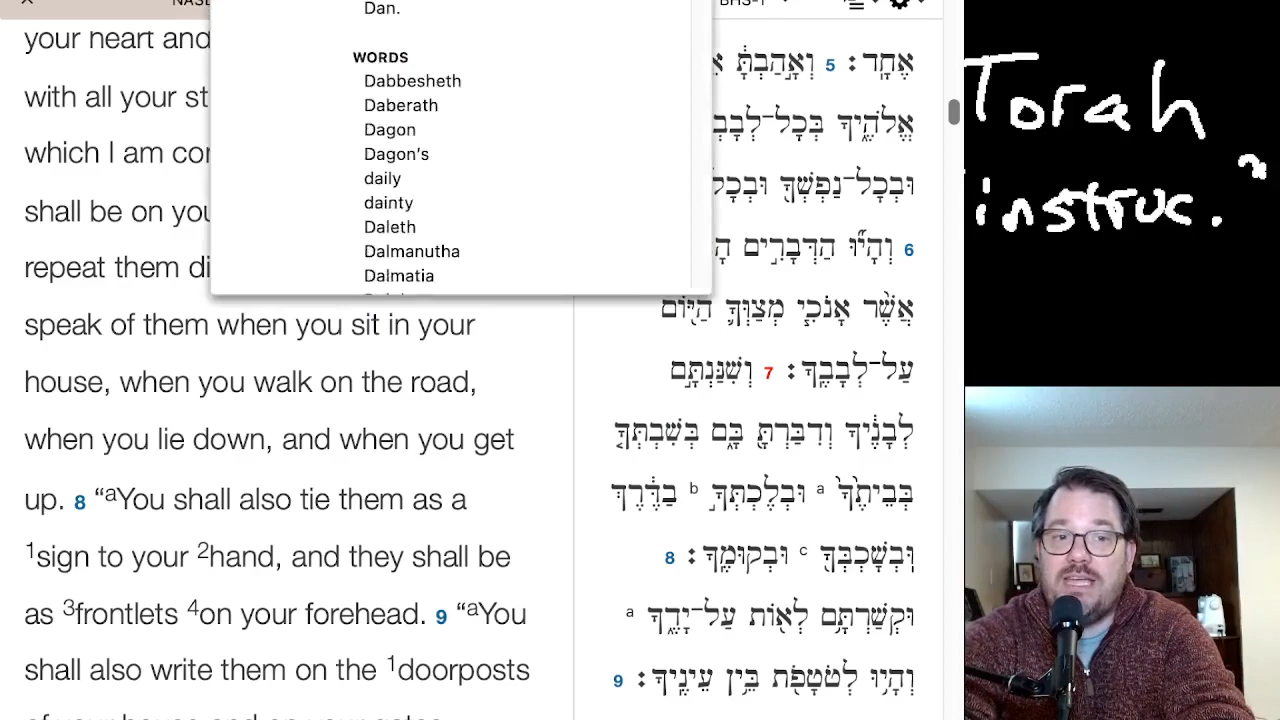 NASB
your heart and
with all your st
which I am cor
shall be on you
repeat them di
speak of them when you sit in your
house, when you walk on the road,
when you lie down, and when you get
up. 8 “aYou shall also tie them as a
1sign to your 2hand, and they shall be
as 3frontlets 4on your forehead. 9 “aYou
shall also write them on the 1doorposts
Dan.
WORDS
Dabbesheth
Daberath
Dagon
Dagon's
daily
dainty
Daleth
Dalmanutha
Dalmatia
BHS-T
אֶחָֽד׃ 5 וְאָ֣הַבְתָּ֔
אֱלֹהֶ֑יךָ בְּכָל־לְבָב
וּבְכָל־נַפְשְׁךָ֖ וּבְכָל
6 וְהָי֞וּ הַדְּבָרִ֣ים הָ
אֲשֶׁ֨ר אָנֹכִ֧י מְצַוְּךָ֛ הַיּ֖וֹם
עַל־לְבָבֶֽךָ׃ 7 וְשִׁנַּנְתָּ֣ם
לְבָנֶ֔יךָ וְדִבַּרְתָּ֖ בָּ֑ם בְּשִׁבְתְּךָ֤
בְּבֵיתֶ֙ךָ֙ a וּבְלֶכְתְּךָ֣ b בַדֶּ֔רֶךְ
וּֽבְשָׁכְבְּךָ֖ c וּבְקוּמֶֽךָ׃ 8
וּקְשַׁרְתָּ֥ם לְא֖וֹת עַל־יָדֶ֑ךָ a
וְהָי֥וּ לְטֹטָפֹ֖ת בֵּ֥ין עֵינֶֽיךָ׃ 9
Torah
instruc.